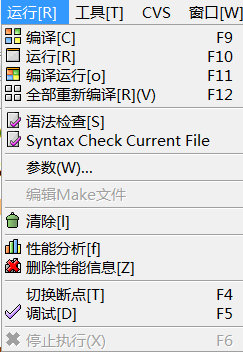 运行[R] 工具[T] CVS 窗口[W]
编译[C] F9
运行[R] F10
编译运行[o] F11
全部重新编译[R](V) F12
语法检查[S]
Syntax Check Current File
参数(W)...
编辑Make文件
清除[l]
性能分析[f]
删除性能信息[Z]
切换断点[T] F4
调试[D] F5
停止执行(X) F6